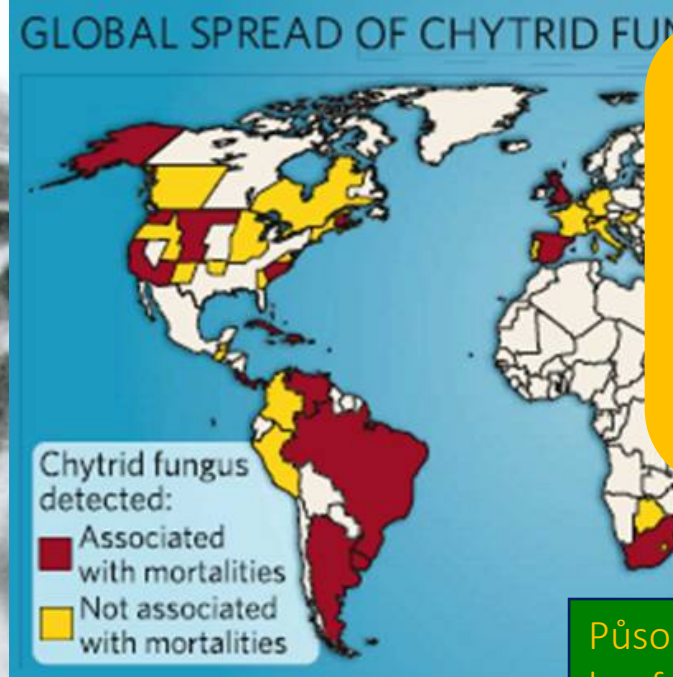 GLOBAL SPREAD OF CHYTRID FUN
Chytrid fungus
detected:
Associated
with mortalities
Not associated
with mortalities
Půso